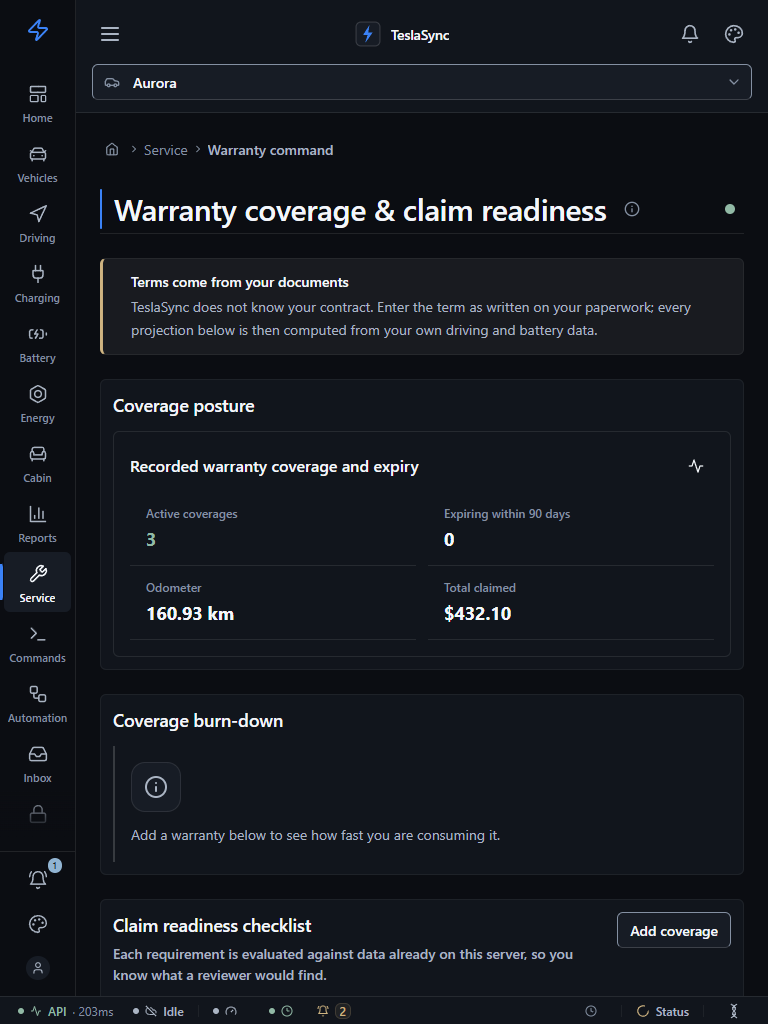 TeslaSync
Aurora
Home
Vehicles
Driving
Charging
Battery
Energy
Cabin
Reports
Service
Commands
Automation
Inbox
1
Service
Warranty command
Warranty coverage & claim readiness
Terms come from your documents
TeslaSync does not know your contract. Enter the term as written on your paperwork; every
projection below is then computed from your own driving and battery data.
Coverage posture
Recorded warranty coverage and expiry
Active coverages
3
Expiring within 90 days
0
Odometer
160.93 km
Total claimed
$432.10
Coverage burn-down
Add a warranty below to see how fast you are consuming it.
Claim readiness checklist
Each requirement is evaluated against data already on this server, so you
know what a reviewer would find.
Add coverage
API · 203ms
Idle
2
Status